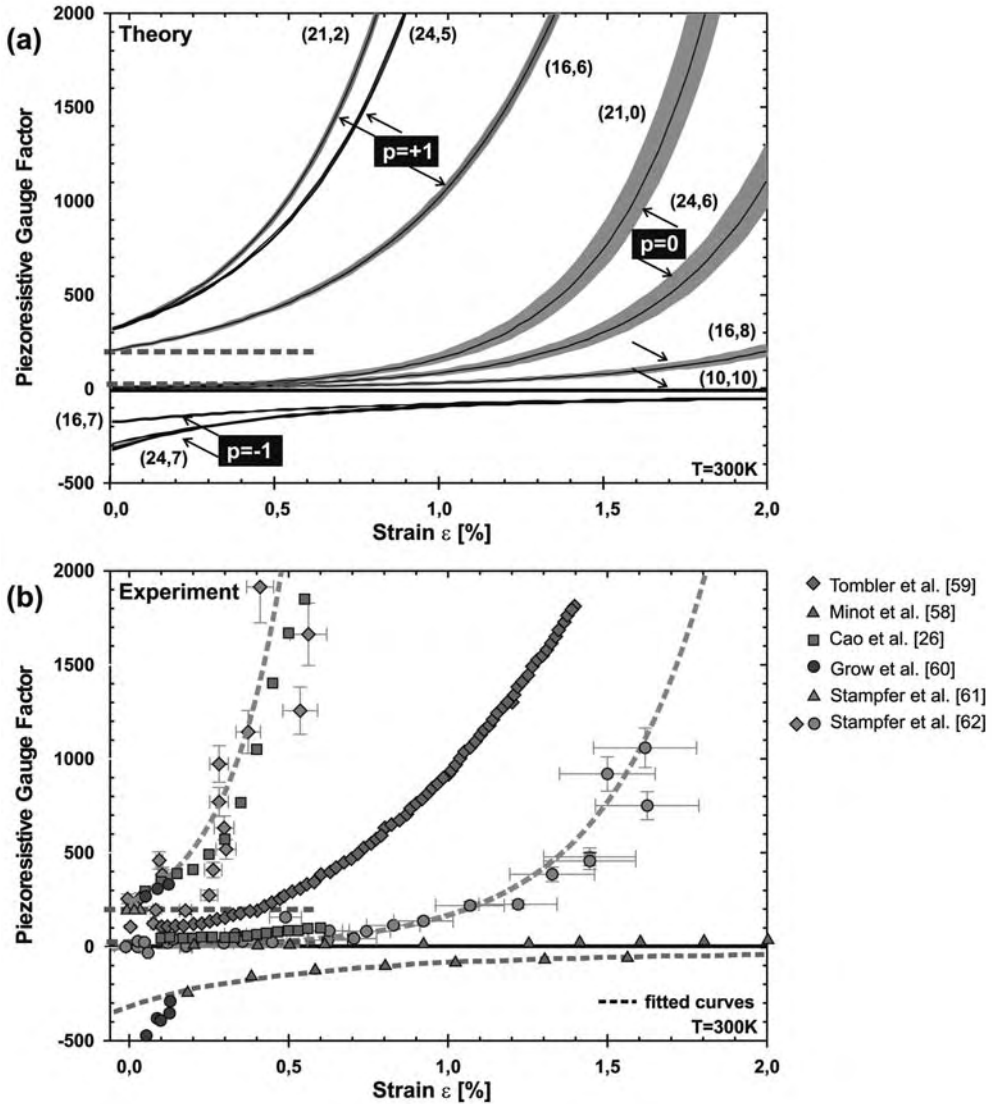 (a)
Theory
2000
1500
1000
500
0
-500
Piezoresistive Gauge Factor
(21,2)
(24,5)
(16,6)
(21,0)
p=+1
(24,6)
p=0
(16,8)
(10,10)
(16,7)
(24,7)
p=-1
T=300K
0,0 0,5 1,0 1,5 2,0
Strain ε [%]
(b)
Experiment
2000
1500
1000
500
0
-500
Piezoresistive Gauge Factor
Tombler et al. [59]
Minot et al. [58]
Cao et al. [26]
Grow et al. [60]
Stampfer et al. [61]
Stampfer et al. [62]
fitted curves
T=300K
0,0 0,5 1,0 1,5 2,0
Strain ε [%]